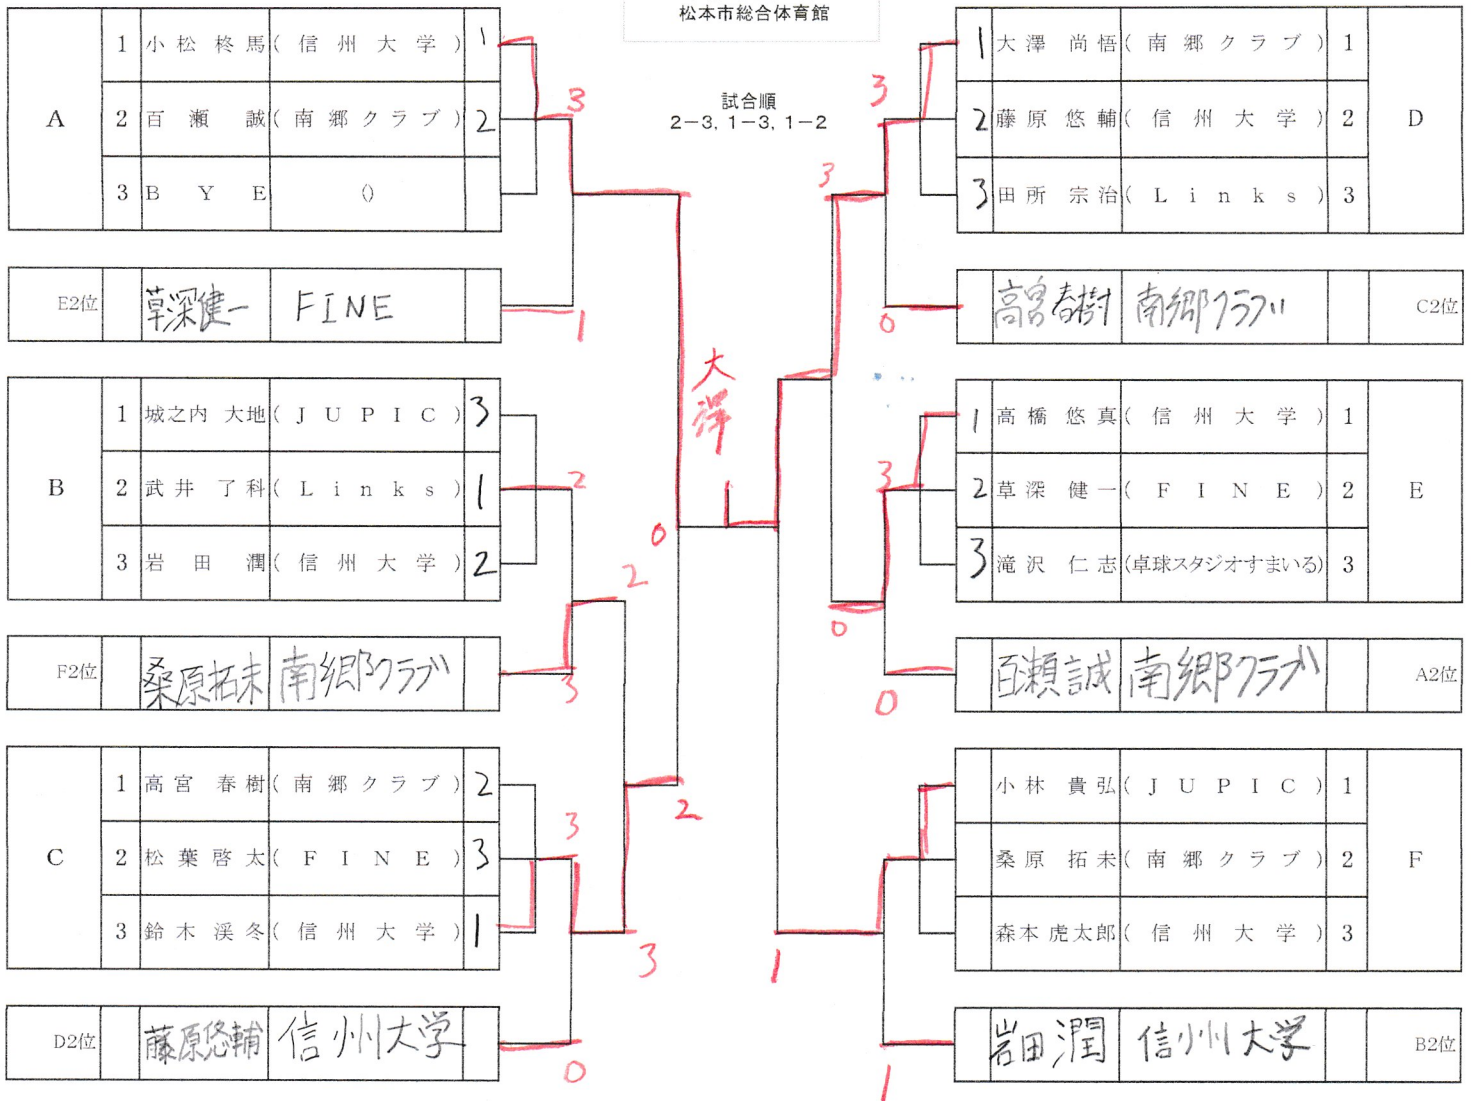 松本市総合体育館
試合順
2-3, 1-3, 1-2
A
1 小松 柊馬 ( 信州大学 ) 1
2 百瀬 誠 ( 南郷クラブ ) 2
3 BYE ()
E2位 草深健一 FINE
B
1 城之内 大地 ( JUPIC ) 3
2 武井 了科 ( Links ) 1
3 岩田 潤 ( 信州大学 ) 2
F2位 桑原拓未 南郷クラブ
C
1 高宮 春樹 ( 南郷クラブ ) 2
2 松葉 啓太 ( FINE ) 3
3 鈴木 渓冬 ( 信州大学 ) 1
D2位 藤原悠輔 信州大学
3
1
2
3
2
3
0
3
2
0
大澤
3
0
3
3
0
0
1
1
1 大澤 尚悟 ( 南郷クラブ ) 1
2 藤原 悠輔 ( 信州大学 ) 2
3 田所 宗治 ( Links ) 3
D
高宮春樹 南郷クラブ C2位
1 高橋 悠真 ( 信州大学 ) 1
2 草深 健一 ( FINE ) 2
3 滝沢 仁志 (卓球スタジオすまいる) 3
E
百瀬誠 南郷クラブ A2位
小林 貴弘 ( JUPIC ) 1
桑原 拓未 ( 南郷クラブ ) 2
森本 虎太郎 ( 信州大学 ) 3
F
岩田潤 信州大学 B2位